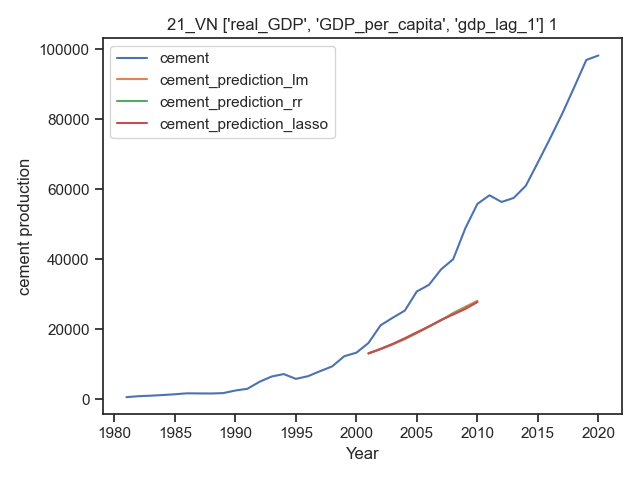 21_VN ['real_GDP', 'GDP_per_capita', 'gdp_lag_1'] 1
cement
cement_prediction_lm
cement_prediction_rr
cement_prediction_lasso
cement production
100000
80000
60000
40000
20000
0
1980 1985 1990 1995 2000 2005 2010 2015 2020
Year